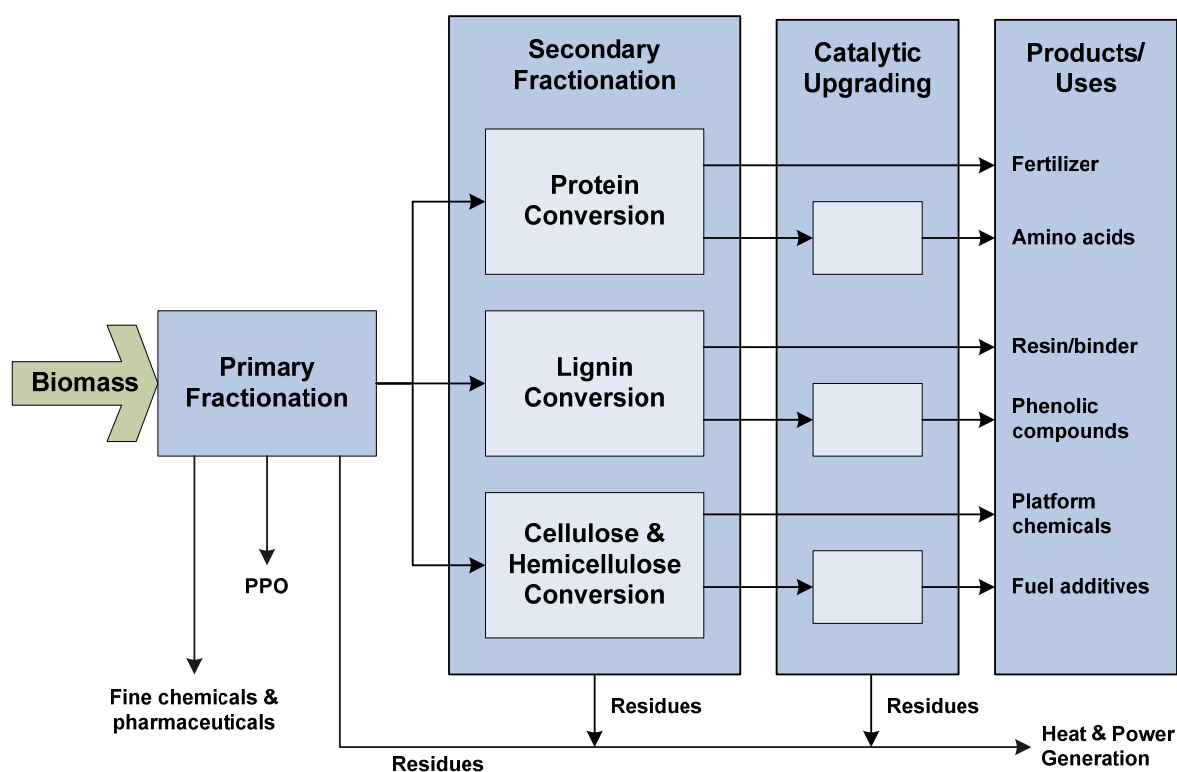 Secondary
Fractionation
Catalytic
Upgrading
Products/
Uses
Protein
Conversion
Fertilizer
Amino acids
Biomass
Primary
Fractionation
Lignin
Conversion
Resin/binder
Phenolic
compounds
Cellulose &
Hemicellulose
Conversion
Platform
chemicals
Fuel additives
PPO
Fine chemicals &
pharmaceuticals
Residues
Residues
Residues
Heat & Power
Generation